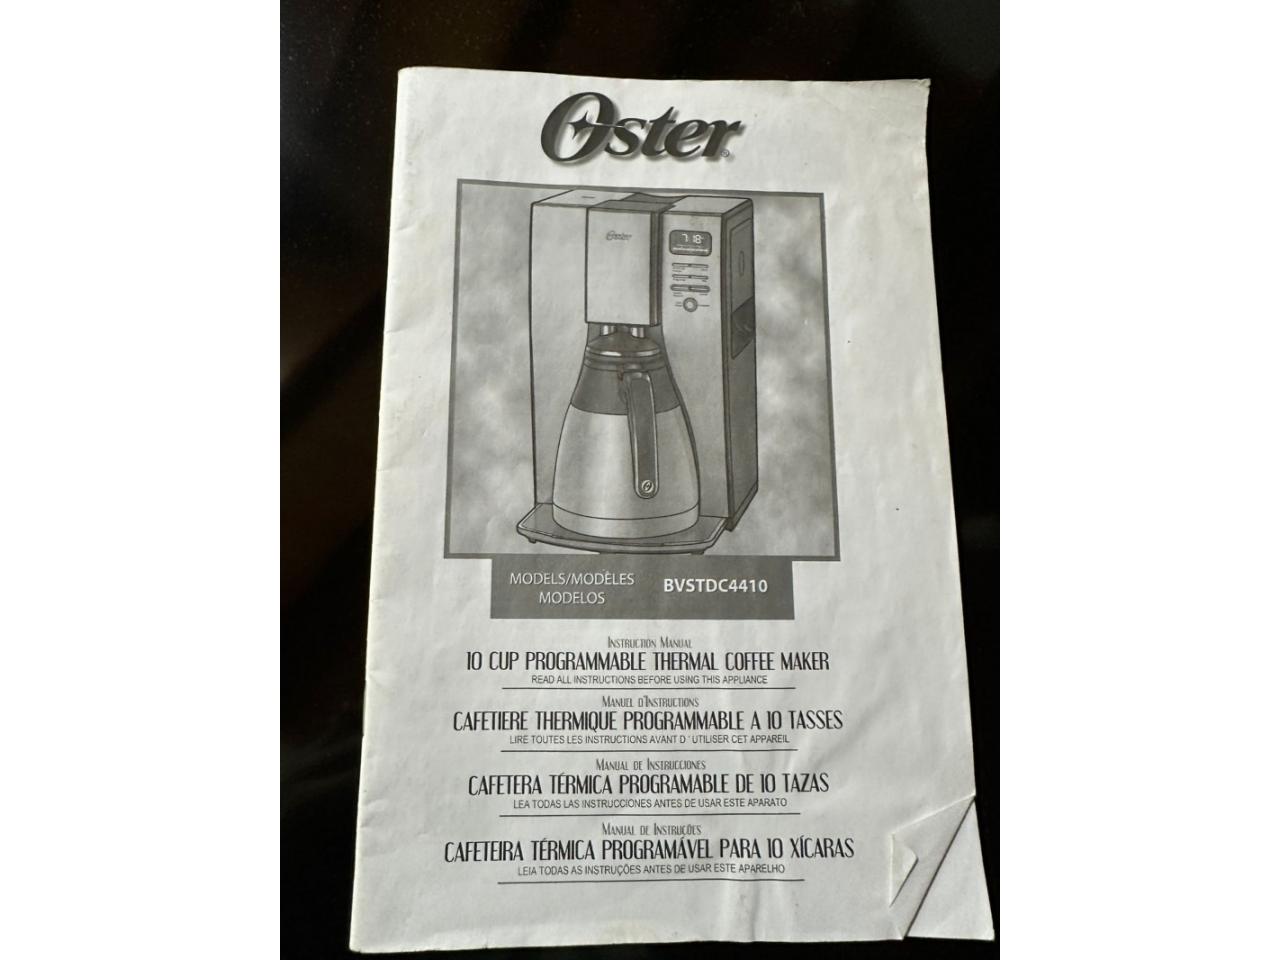 Oster®
Oster
7:18
MODELS/MODÈLES
MODELOS
BVSTDC4410
INSTRUCTION MANUAL
10 CUP PROGRAMMABLE THERMAL COFFEE MAKER
READ ALL INSTRUCTIONS BEFORE USING THIS APPLIANCE
MANUEL D'INSTRUCTIONS
CAFETIERE THERMIQUE PROGRAMMABLE A 10 TASSES
LIRE TOUTES LES INSTRUCTIONS AVANT D ' UTILISER CET APPAREIL
MANUAL DE INSTRUCCIONES
CAFETERA TÉRMICA PROGRAMABLE DE 10 TAZAS
LEA TODAS LAS INSTRUCCIONES ANTES DE USAR ESTE APARATO
MANUAL DE INSTRUÇÕES
CAFETEIRA TÉRMICA PROGRAMÁVEL PARA 10 XÍCARAS
LEIA TODAS AS INSTRUÇÕES ANTES DE USAR ESTE APARELHO